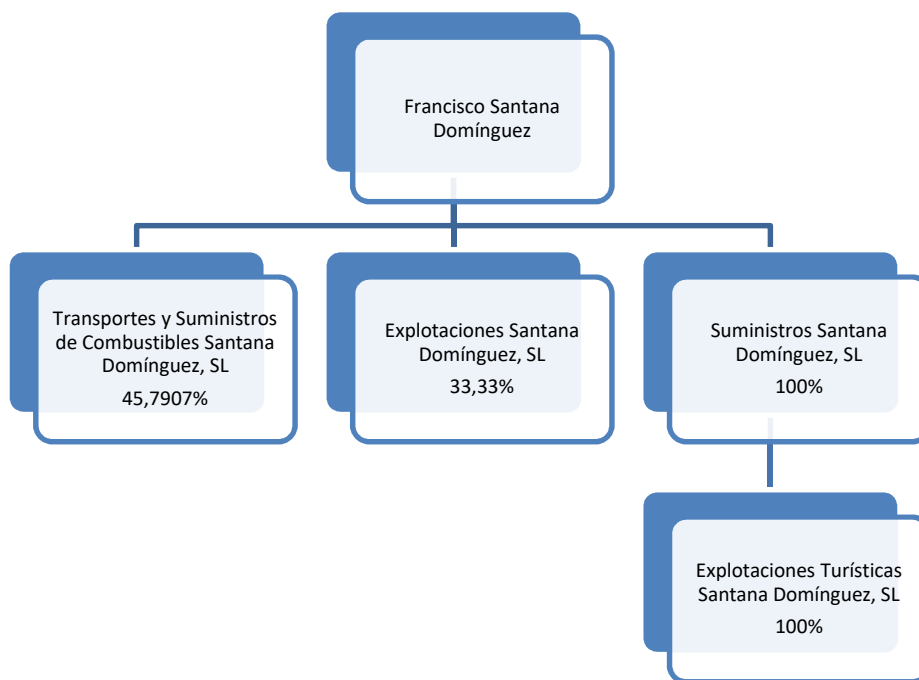 Francisco Santana
Domínguez
Transportes y Suministros
de Combustibles Santana
Domínguez, SL
45,7907%
Explotaciones Santana
Domínguez, SL
33,33%
Suministros Santana
Domínguez, SL
100%
Explotaciones Turísticas
Santana Domínguez, SL
100%